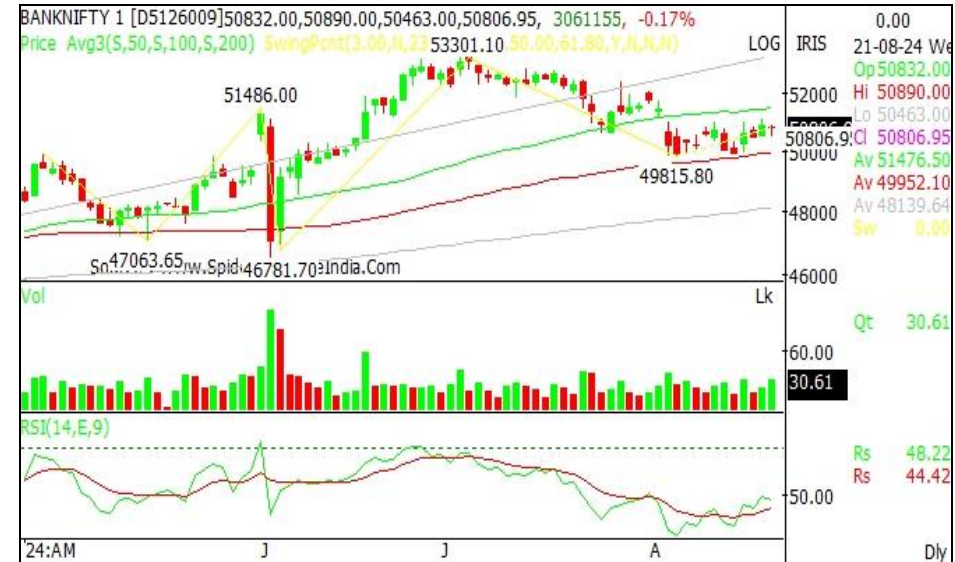 BANKNIFTY 1 [D5126009]50832.00,50890.00,50463.00,50806.95, 3061155, -0.17%
0.00
Price Avg3(S,50,S,100,S,200) SwingPcnt(3.00,N,23 50.00,61.80,Y,N,N,N)
53301.10
LOG
IRIS
21-08-24 We
Op 50832.00
Hi 50890.00
Lo 50463.00
Cl 50806.95
Av 51476.50
Av 49952.10
Av 48139.64
Sw 0.00
51486.00
52000
50806.9
50000
49815.80
48000
47063.65
46781.70
w.Spid
eIndia.Com
46000
Vol
Lk
Qt 30.61
60.00
30.61
RSI(14,E,9)
Rs 48.22
Rs 44.42
50.00
'24:AM
J
J
A
Dly